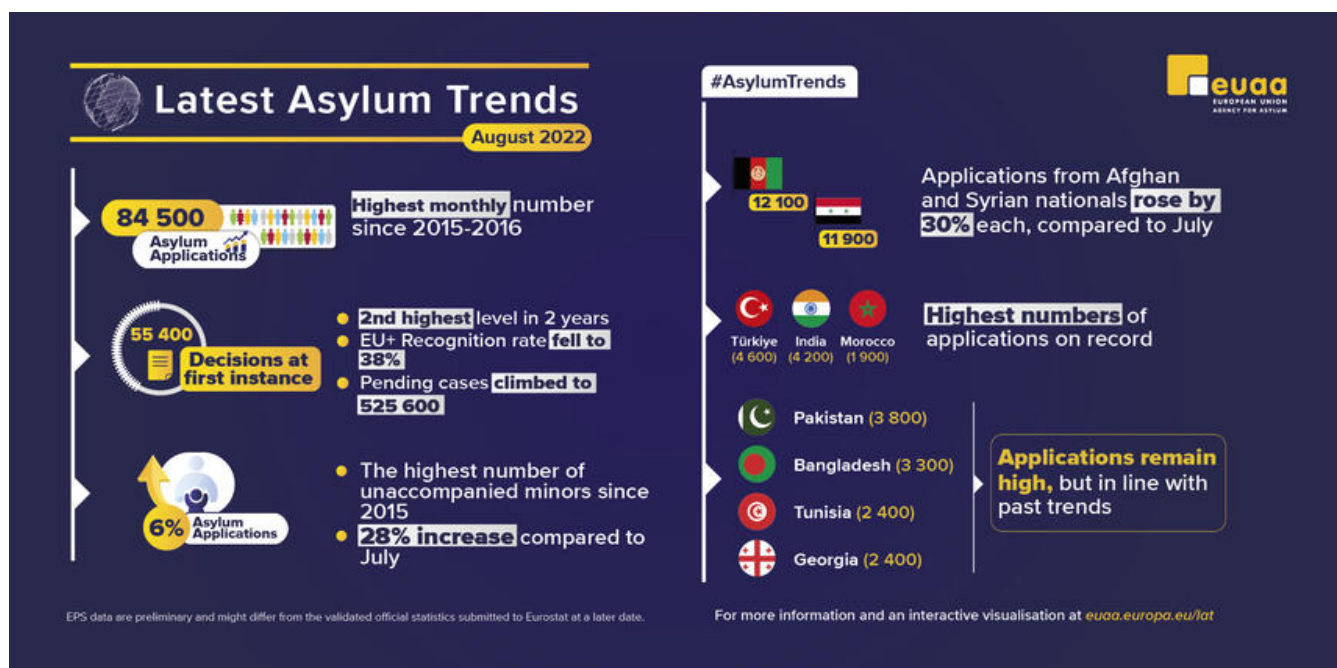 Latest Asylum Trends
August 2022
84 500
Asylum
Applications
Highest monthly number
since 2015-2016
55 400
Decisions at
first instance
2nd highest level in 2 years
EU+ Recognition rate fell to
38%
Pending cases climbed to
525 600
6%
Asylum
Applications
The highest number of
unaccompanied minors since
2015
28% increase compared to
July
EPS data are preliminary and might differ from the validated official statistics submitted to Eurostat at a later date.
#AsylumTrends
euaa
EUROPEAN UNION
AGENCY FOR ASYLUM
12 100
11 900
Applications from Afghan
and Syrian nationals rose by
30% each, compared to July
Türkiye
(4 600)
India
(4 200)
Morocco
(1 900)
Highest numbers of
applications on record
Pakistan (3 800)
Bangladesh (3 300)
Tunisia (2 400)
Georgia (2 400)
Applications remain
high, but in line with
past trends
For more information and an interactive visualisation at euaa.europa.eu/lat